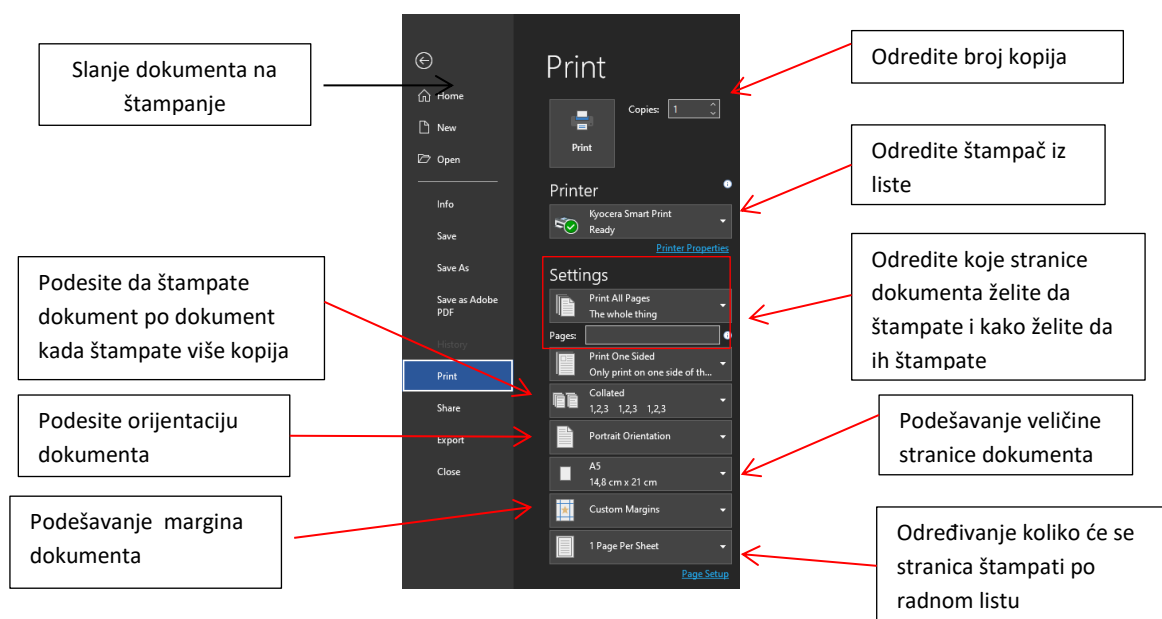 Slanje dokumenta na
štampanje
Podesite da štampate
dokument po dokument
kada štampate više kopija
Podesite orijentaciju
dokumenta
Podešavanje margina
dokumenta
Home
New
Open
Info
Save
Save As
Save as Adobe
PDF
History
Print
Share
Export
Close
Print
Copies: 1
Print
Printer
Kyocera Smart Print
Ready
Printer Properties
Settings
Print All Pages
The whole thing
Pages:
Print One Sided
Only print on one side of th...
Collated
1,2,3 1,2,3 1,2,3
Portrait Orientation
A5
14,8 cm x 21 cm
Custom Margins
1 Page Per Sheet
Page Setup
Odredite broj kopija
Odredite štampač iz
liste
Odredite koje stranice
dokumenta želite da
štampate i kako želite da
ih štampate
Podešavanje veličine
stranice dokumenta
Određivanje koliko će se
stranica štampati po
radnom listu